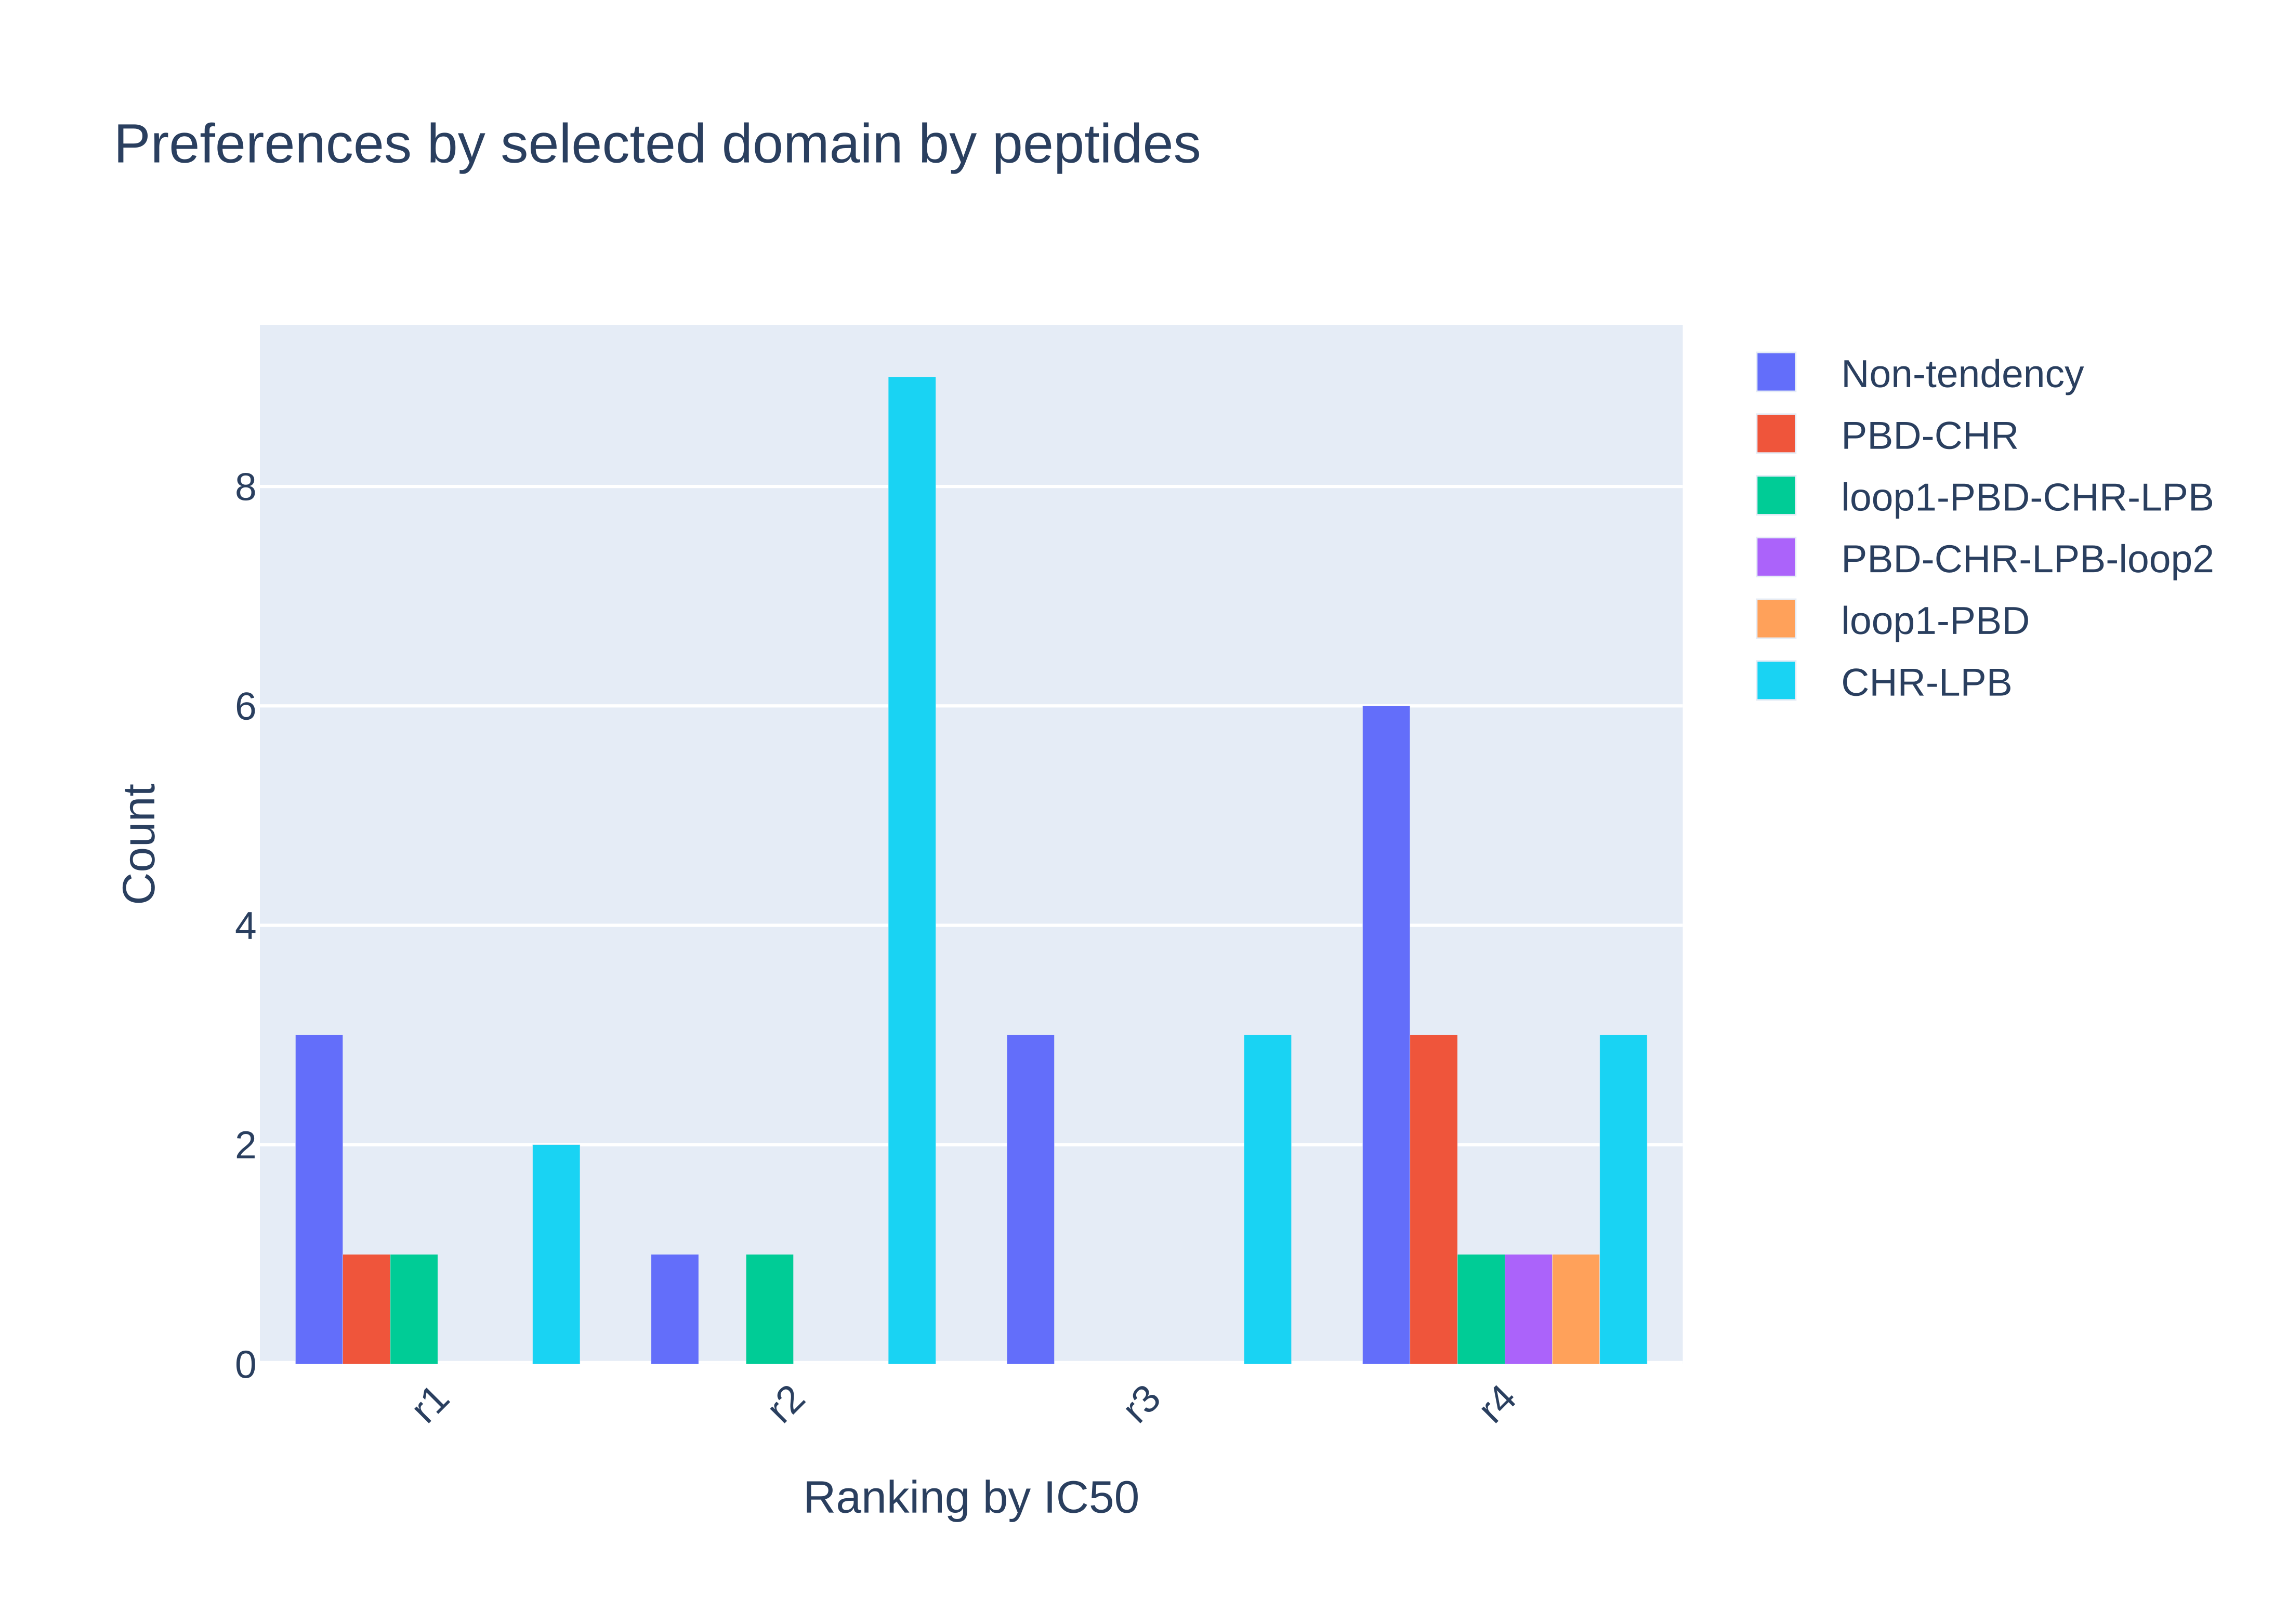 Preferences by selected domain by peptides
Non-tendency
PBD-CHR
loop1-PBD-CHR-LPB
PBD-CHR-LPB-loop2
loop1-PBD
CHR-LPB
8
6
4
2
0
Count
r1
r2
r3
r4
Ranking by IC50